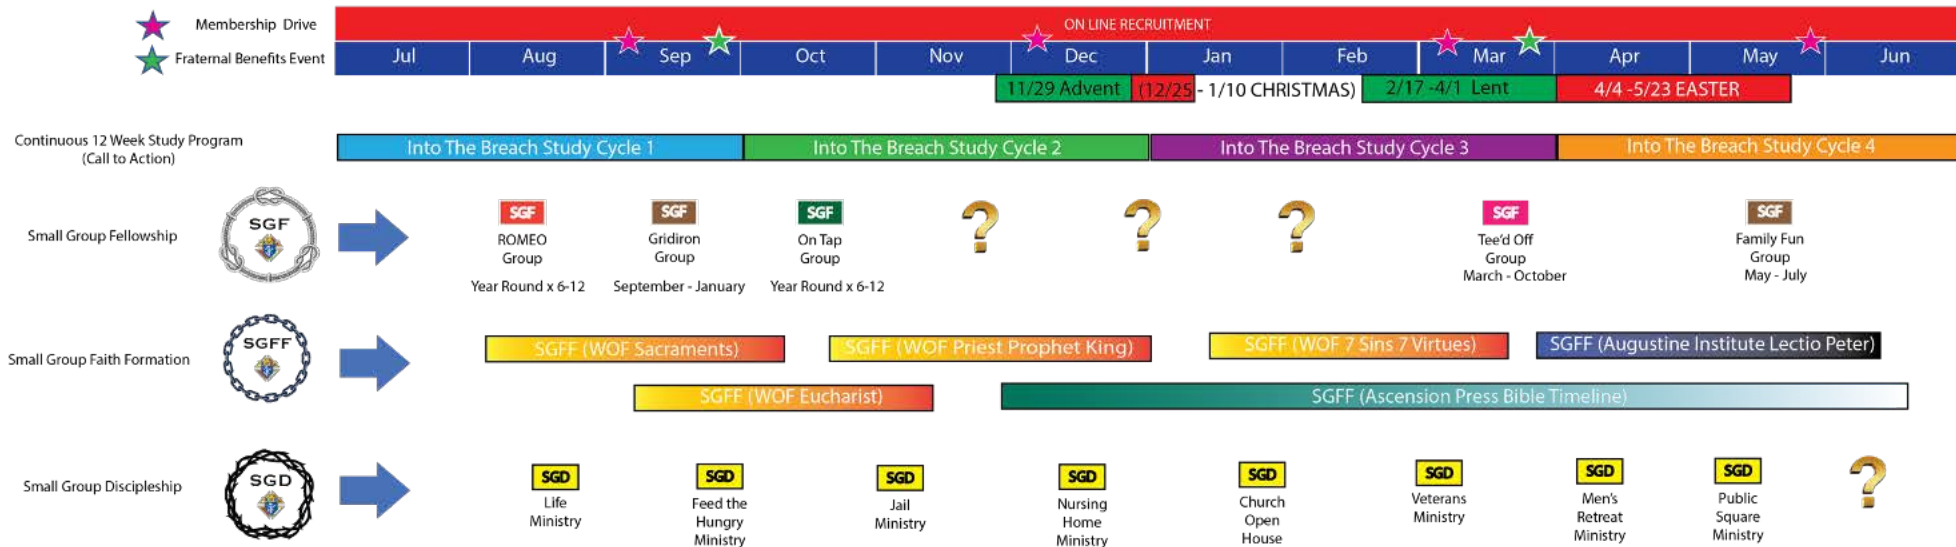 Membership Drive
ON LINE RECRUITMENT
Fraternal Benefits Event
Jul Aug Sep Oct Nov Dec Jan Feb Mar Apr May Jun
11/29 Advent (12/25 - 1/10 CHRISTMAS) 2/17 -4/1 Lent 4/4 -5/23 EASTER
Continuous 12 Week Study Program
(Call to Action)
Into The Breach Study Cycle 1
Into The Breach Study Cycle 2
Into The Breach Study Cycle 3
Into The Breach Study Cycle 4
Small Group Fellowship
SGF
SGF
ROMEO
Group
Year Round x 6-12
SGF
Gridiron
Group
September - January
SGF
On Tap
Group
Year Round x 6-12
?
?
?
SGF
Tee'd Off
Group
March - October
SGF
Family Fun
Group
May - July
Small Group Faith Formation
SGFF
SGFF (WOF Sacraments)
SGFF (WOF Priest Prophet King)
SGFF (WOF 7 Sins 7 Virtues)
SGFF (Augustine Institute Lectio Peter)
SGFF (WOF Eucharist)
SGFF (Ascension Press Bible Timeline)
Small Group Discipleship
SGD
SGD
Life
Ministry
SGD
Feed the
Hungry
Ministry
SGD
Jail
Ministry
SGD
Nursing
Home
Ministry
SGD
Church
Open
House
SGD
Veterans
Ministry
SGD
Men's
Retreat
Ministry
SGD
Public
Square
Ministry
?